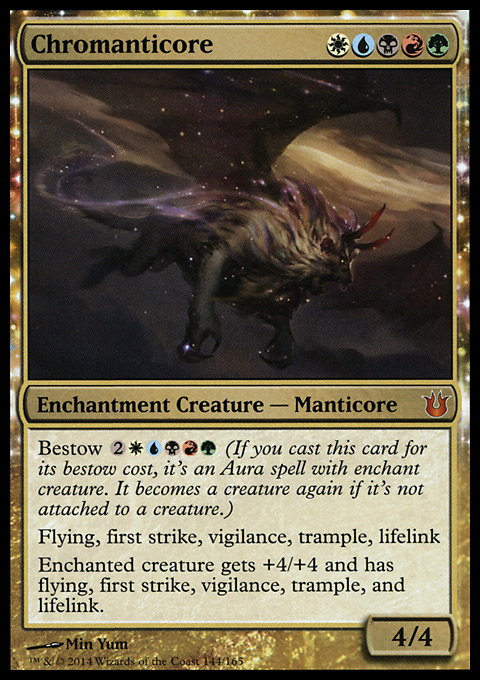 Chromanticore
Enchantment Creature — Manticore
Bestow 2 (If you cast this card for
its bestow cost, it's an Aura spell with enchant
creature. It becomes a creature again if it's not
attached to a creature.)
Flying, first strike, vigilance, trample, lifelink
Enchanted creature gets +4/+4 and has
flying, first strike, vigilance, trample, and
lifelink.
4/4
Min Yum
™ & © 2014 Wizards of the Coast 144/165